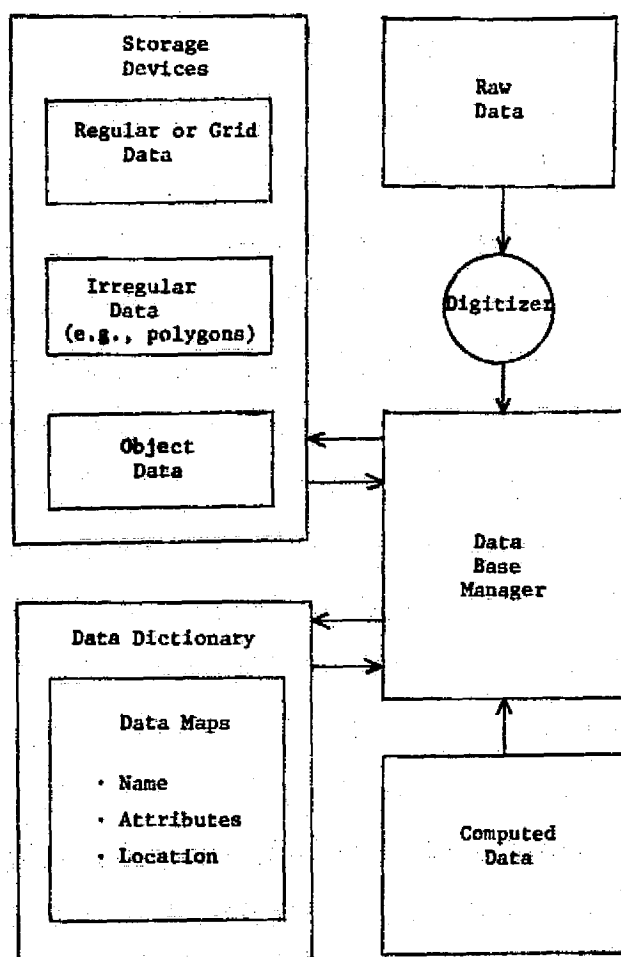 Storage
Devices
Regular or Grid
Data
Irregular
Data
(e.g., polygons)
Object
Data
Raw
Data
Digitizer
Data
Base
Manager
Data Dictionary
Data Maps
· Name
· Attributes
· Location
Computed
Data